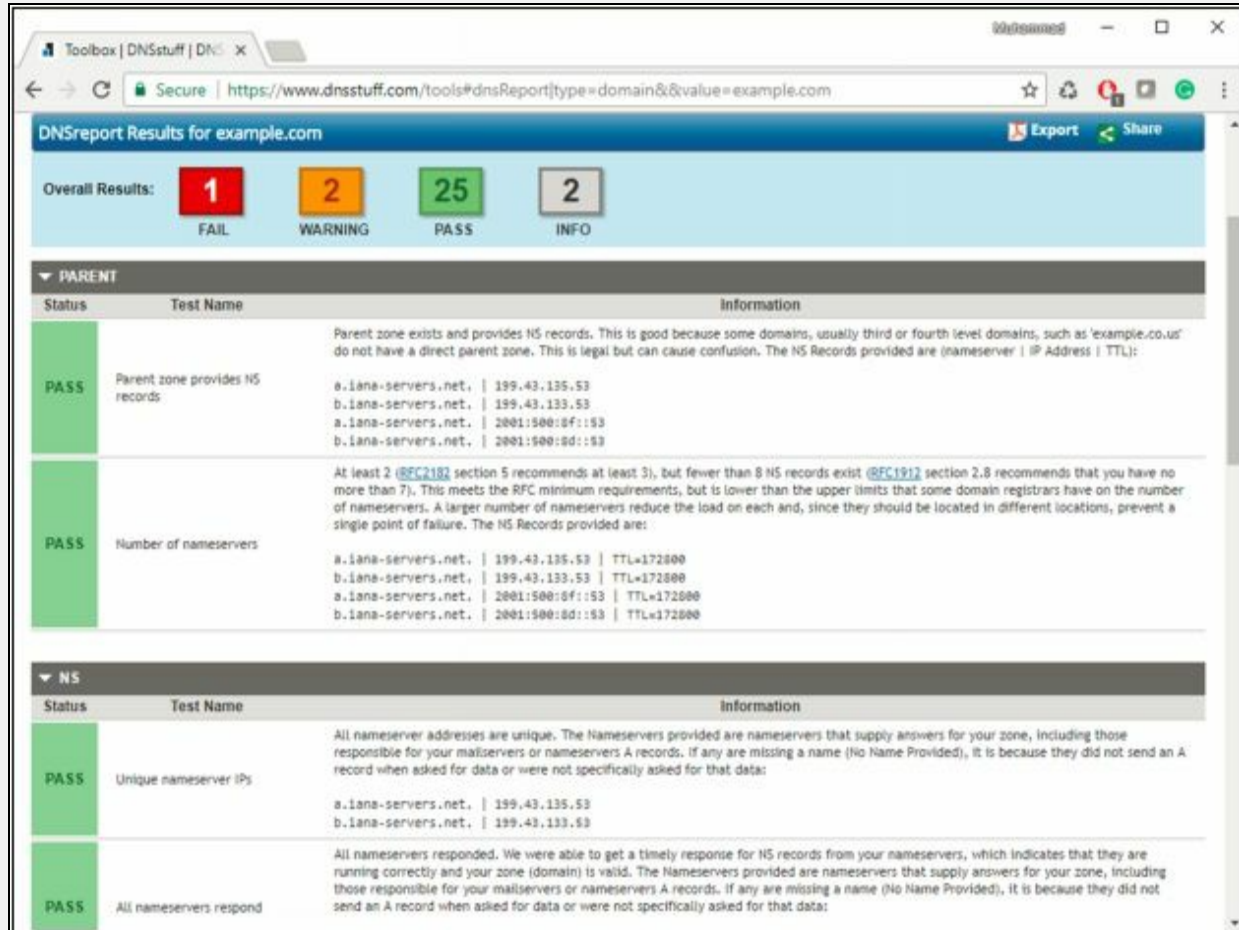 Mohammed
Toolbox | DNSstuff | DNS
Secure | https://www.dnsstuff.com/tools#dnsReport|type=domain&&value=example.com
DNSreport Results for example.com
Export
Share
Overall Results:
1
2
25
2
FAIL
WARNING
PASS
INFO
PARENT
Status
Test Name
Information
Parent zone exists and provides NS records. This is good because some domains, usually third or fourth level domains, such as 'example.co.us'
do not have a direct parent zone. This is legal but can cause confusion. The NS Records provided are (nameserver | IP Address | TTL):
PASS
Parent zone provides NS
records
a.iana-servers.net. | 199.43.135.53
b.iana-servers.net. | 199.43.133.53
a.iana-servers.net. | 2001:500:8f::53
b.iana-servers.net. | 2001:500:8d::53
At least 2 (RFC2182 section 5 recommends at least 3), but fewer than 8 NS records exist (RFC1912 section 2.8 recommends that you have no
more than 7). This meets the RFC minimum requirements, but is lower than the upper limits that some domain registrars have on the number
of nameservers. A larger number of nameservers reduce the load on each and, since they should be located in different locations, prevent a
single point of failure. The NS Records provided are:
PASS
Number of nameservers
a.iana-servers.net. | 199.43.135.53 | TTL=172800
b.iana-servers.net. | 199.43.133.53 | TTL=172800
a.iana-servers.net. | 2001:500:8f::53 | TTL=172800
b.iana-servers.net. | 2001:500:8d::53 | TTL=172800
NS
Status
Test Name
Information
All nameserver addresses are unique. The Nameservers provided are nameservers that supply answers for your zone, including those
responsible for your mailservers or nameservers A records. If any are missing a name (No Name Provided), it is because they did not send an A
record when asked for data or were not specifically asked for that data:
PASS
Unique nameserver IPs
a.iana-servers.net. | 199.43.135.53
b.iana-servers.net. | 199.43.133.53
All nameservers responded. We were able to get a timely response for NS records from your nameservers, which indicates that they are
running correctly and your zone (domain) is valid. The Nameservers provided are nameservers that supply answers for your zone, including
those responsible for your mailservers or nameservers A records. If any are missing a name (No Name Provided), it is because they did not
send an A record when asked for data or were not specifically asked for that data:
PASS
All nameservers respond